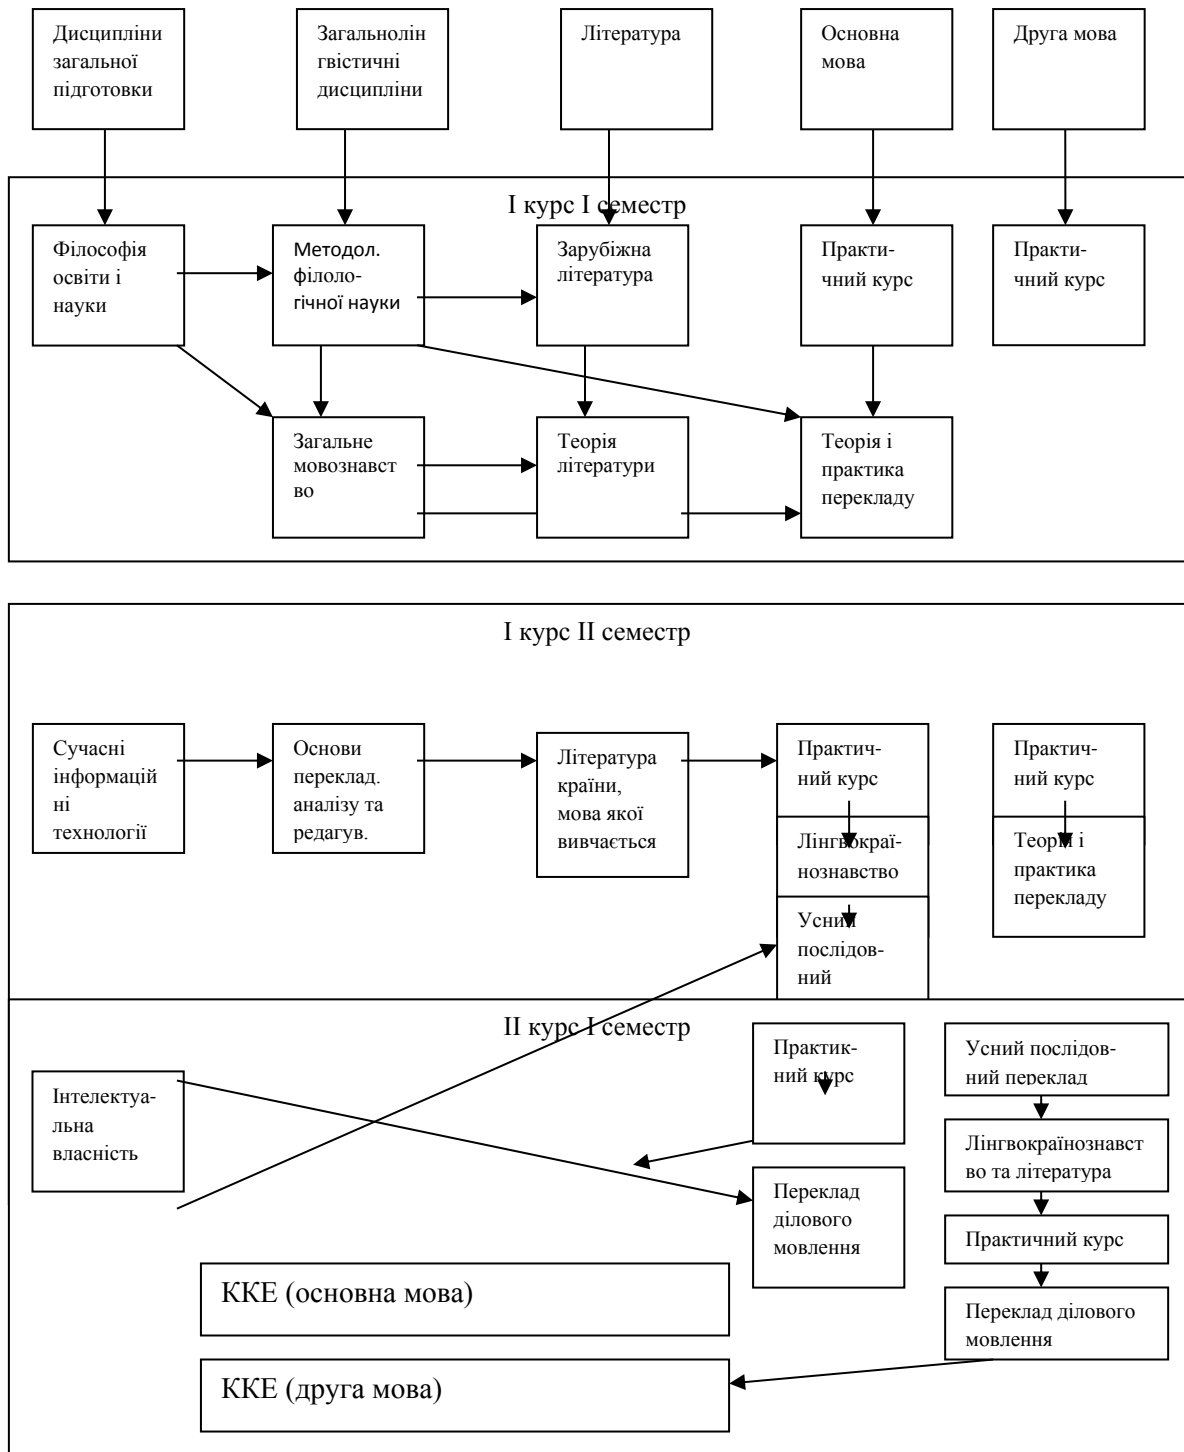 Дисципліни
загальної
підготовки
Загальнолін
гвістичні
дисципліни
Література
Основна
мова
Друга мова
І курс І семестр
Філософія
освіти і
науки
Методол.
філоло-
гічної науки
Зарубіжна
література
Практи-
чний курс
Практи-
чний курс
Загальне
мовознавст
во
Теорія
літератури
Теорія і
практика
перекладу
І курс ІІ семестр
Сучасні
інформацій
ні
технології
Основи
переклад.
аналізу та
редагув.
Література
країни,
мова якої
вивчається
Практич-
ний курс
Лінгвокраї-
нознавство
Усний
послідов-
ний
Практич-
ний курс
Теорія і
практика
перекладу
ІІ курс І семестр
Інтелектуа-
льна
власність
Практик-
ний курс
Переклад
ділового
мовлення
Усний послідов-
ний переклад
Лінгвокраїнознавст
во та література
Практичний курс
Переклад ділового
мовлення
ККЕ (основна мова)
ККЕ (друга мова)